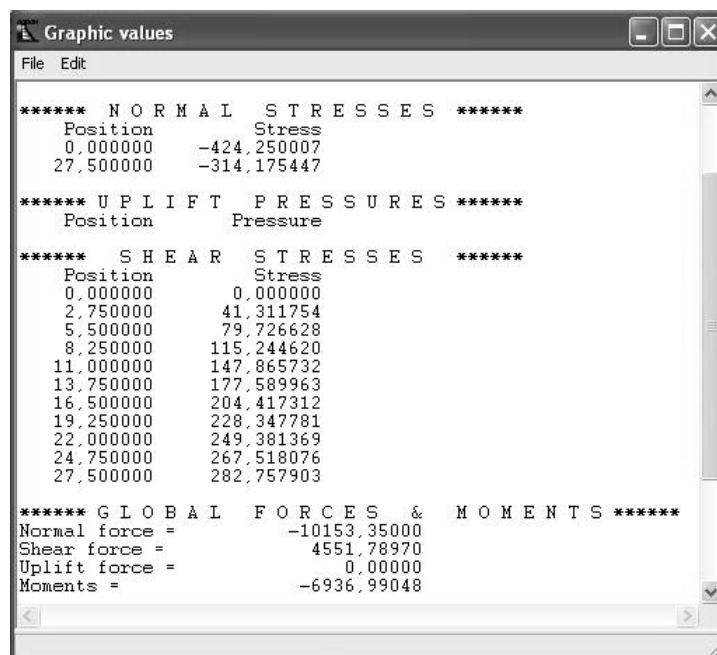 Graphic values
File Edit
****** N O R M A L S T R E S S E S ******
Position Stress
0,000000 -424,250007
27,500000 -314,175447
****** U P L I F T P R E S S U R E S ******
Position Pressure
****** S H E A R S T R E S S E S ******
Position Stress
0,000000 0,000000
2,750000 41,311754
5,500000 79,726628
8,250000 115,244620
11,000000 147,865732
13,750000 177,589963
16,500000 204,417312
19,250000 228,347781
22,000000 249,381369
24,750000 267,518076
27,500000 282,757903
****** G L O B A L F O R C E S & M O M E N T S ******
Normal force = -10153,35000
Shear force = 4551,78970
Uplift force = 0,00000
Moments = -6936,99048